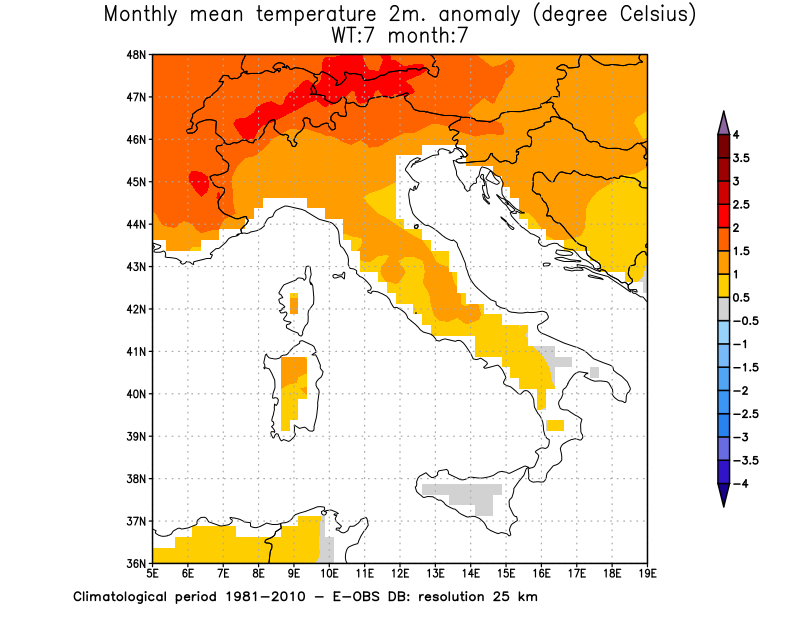 Monthly mean temperature 2m. anomaly (degree Celsius)
WT:7 month:7
48N
47N
46N
45N
44N
43N
42N
41N
40N
39N
38N
37N
36N
5E 6E 7E 8E 9E 10E 11E 12E 13E 14E 15E 16E 17E 18E 19E
4
3.5
3
2.5
2
1.5
1
0.5
−0.5
−1
−1.5
−2
−2.5
−3
−3.5
−4
Climatological period 1981−2010 − E−OBS DB: resolution 25 km